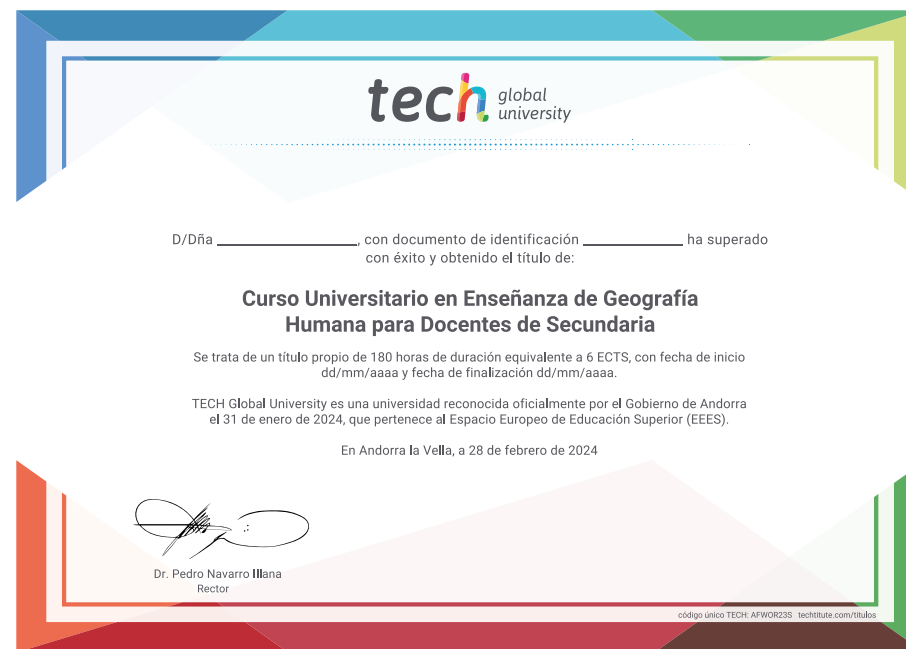 tech global university
D/Dña ____________________, con documento de identificación ______________ ha superado
con éxito y obtenido el título de:
Curso Universitario en Enseñanza de Geografía
Humana para Docentes de Secundaria
Se trata de un título propio de 180 horas de duración equivalente a 6 ECTS, con fecha de inicio
dd/mm/aaaa y fecha de finalización dd/mm/aaaa.
TECH Global University es una universidad reconocida oficialmente por el Gobierno de Andorra
el 31 de enero de 2024, que pertenece al Espacio Europeo de Educación Superior (EEES).
En Andorra la Vella, a 28 de febrero de 2024
Dr. Pedro Navarro Illana
Rector
código único TECH: AFWOR23S techtitute.com/titulos